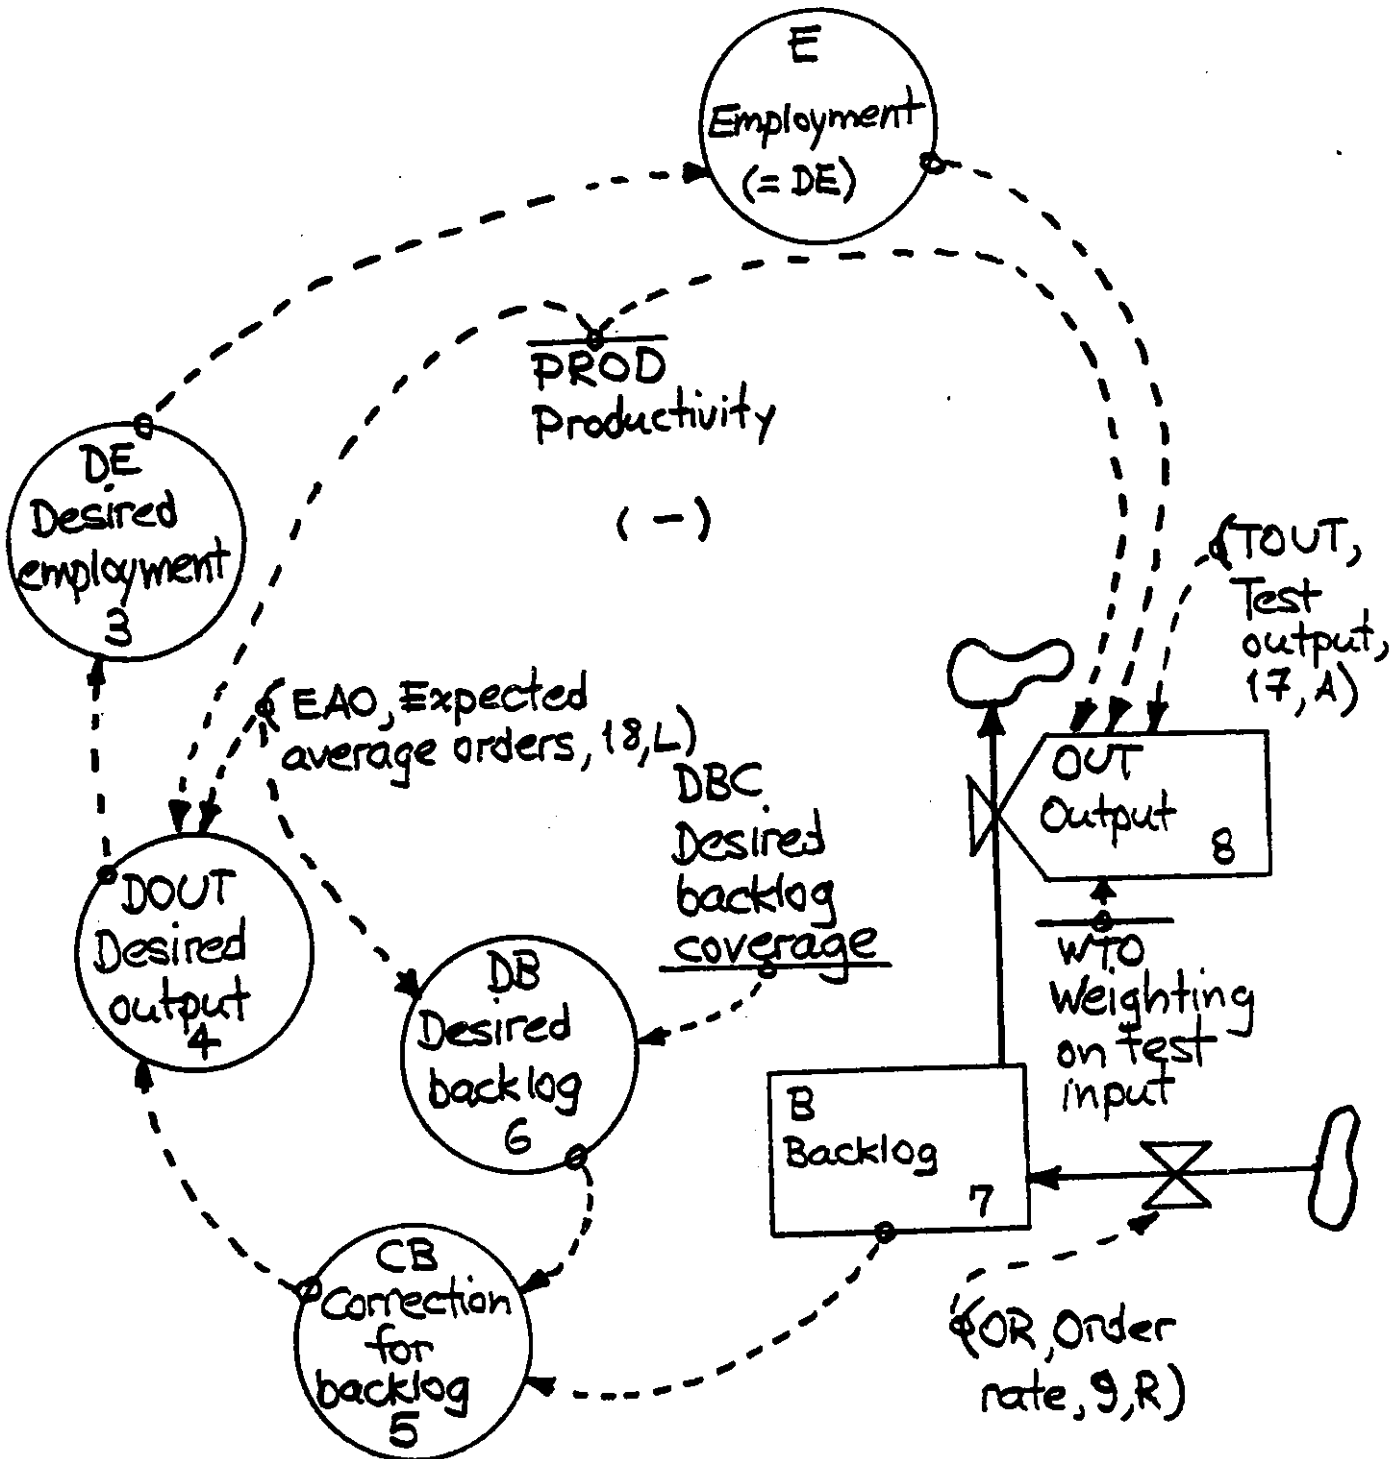 E
Employment
(= DE)
PROD
Productivity
(-)
DE
Desired
employment
3
(TOUT,
Test
output,
17, A)
(EAO, Expected
average orders, 18, L)
DBC
Desired
backlog
coverage
OUT
Output
8
DOUT
Desired
output
4
DB
Desired
backlog
6
WTO
Weighting
on test
input
B
Backlog
7
CB
Correction
for
backlog
5
(OR, Order
rate, 9, R)